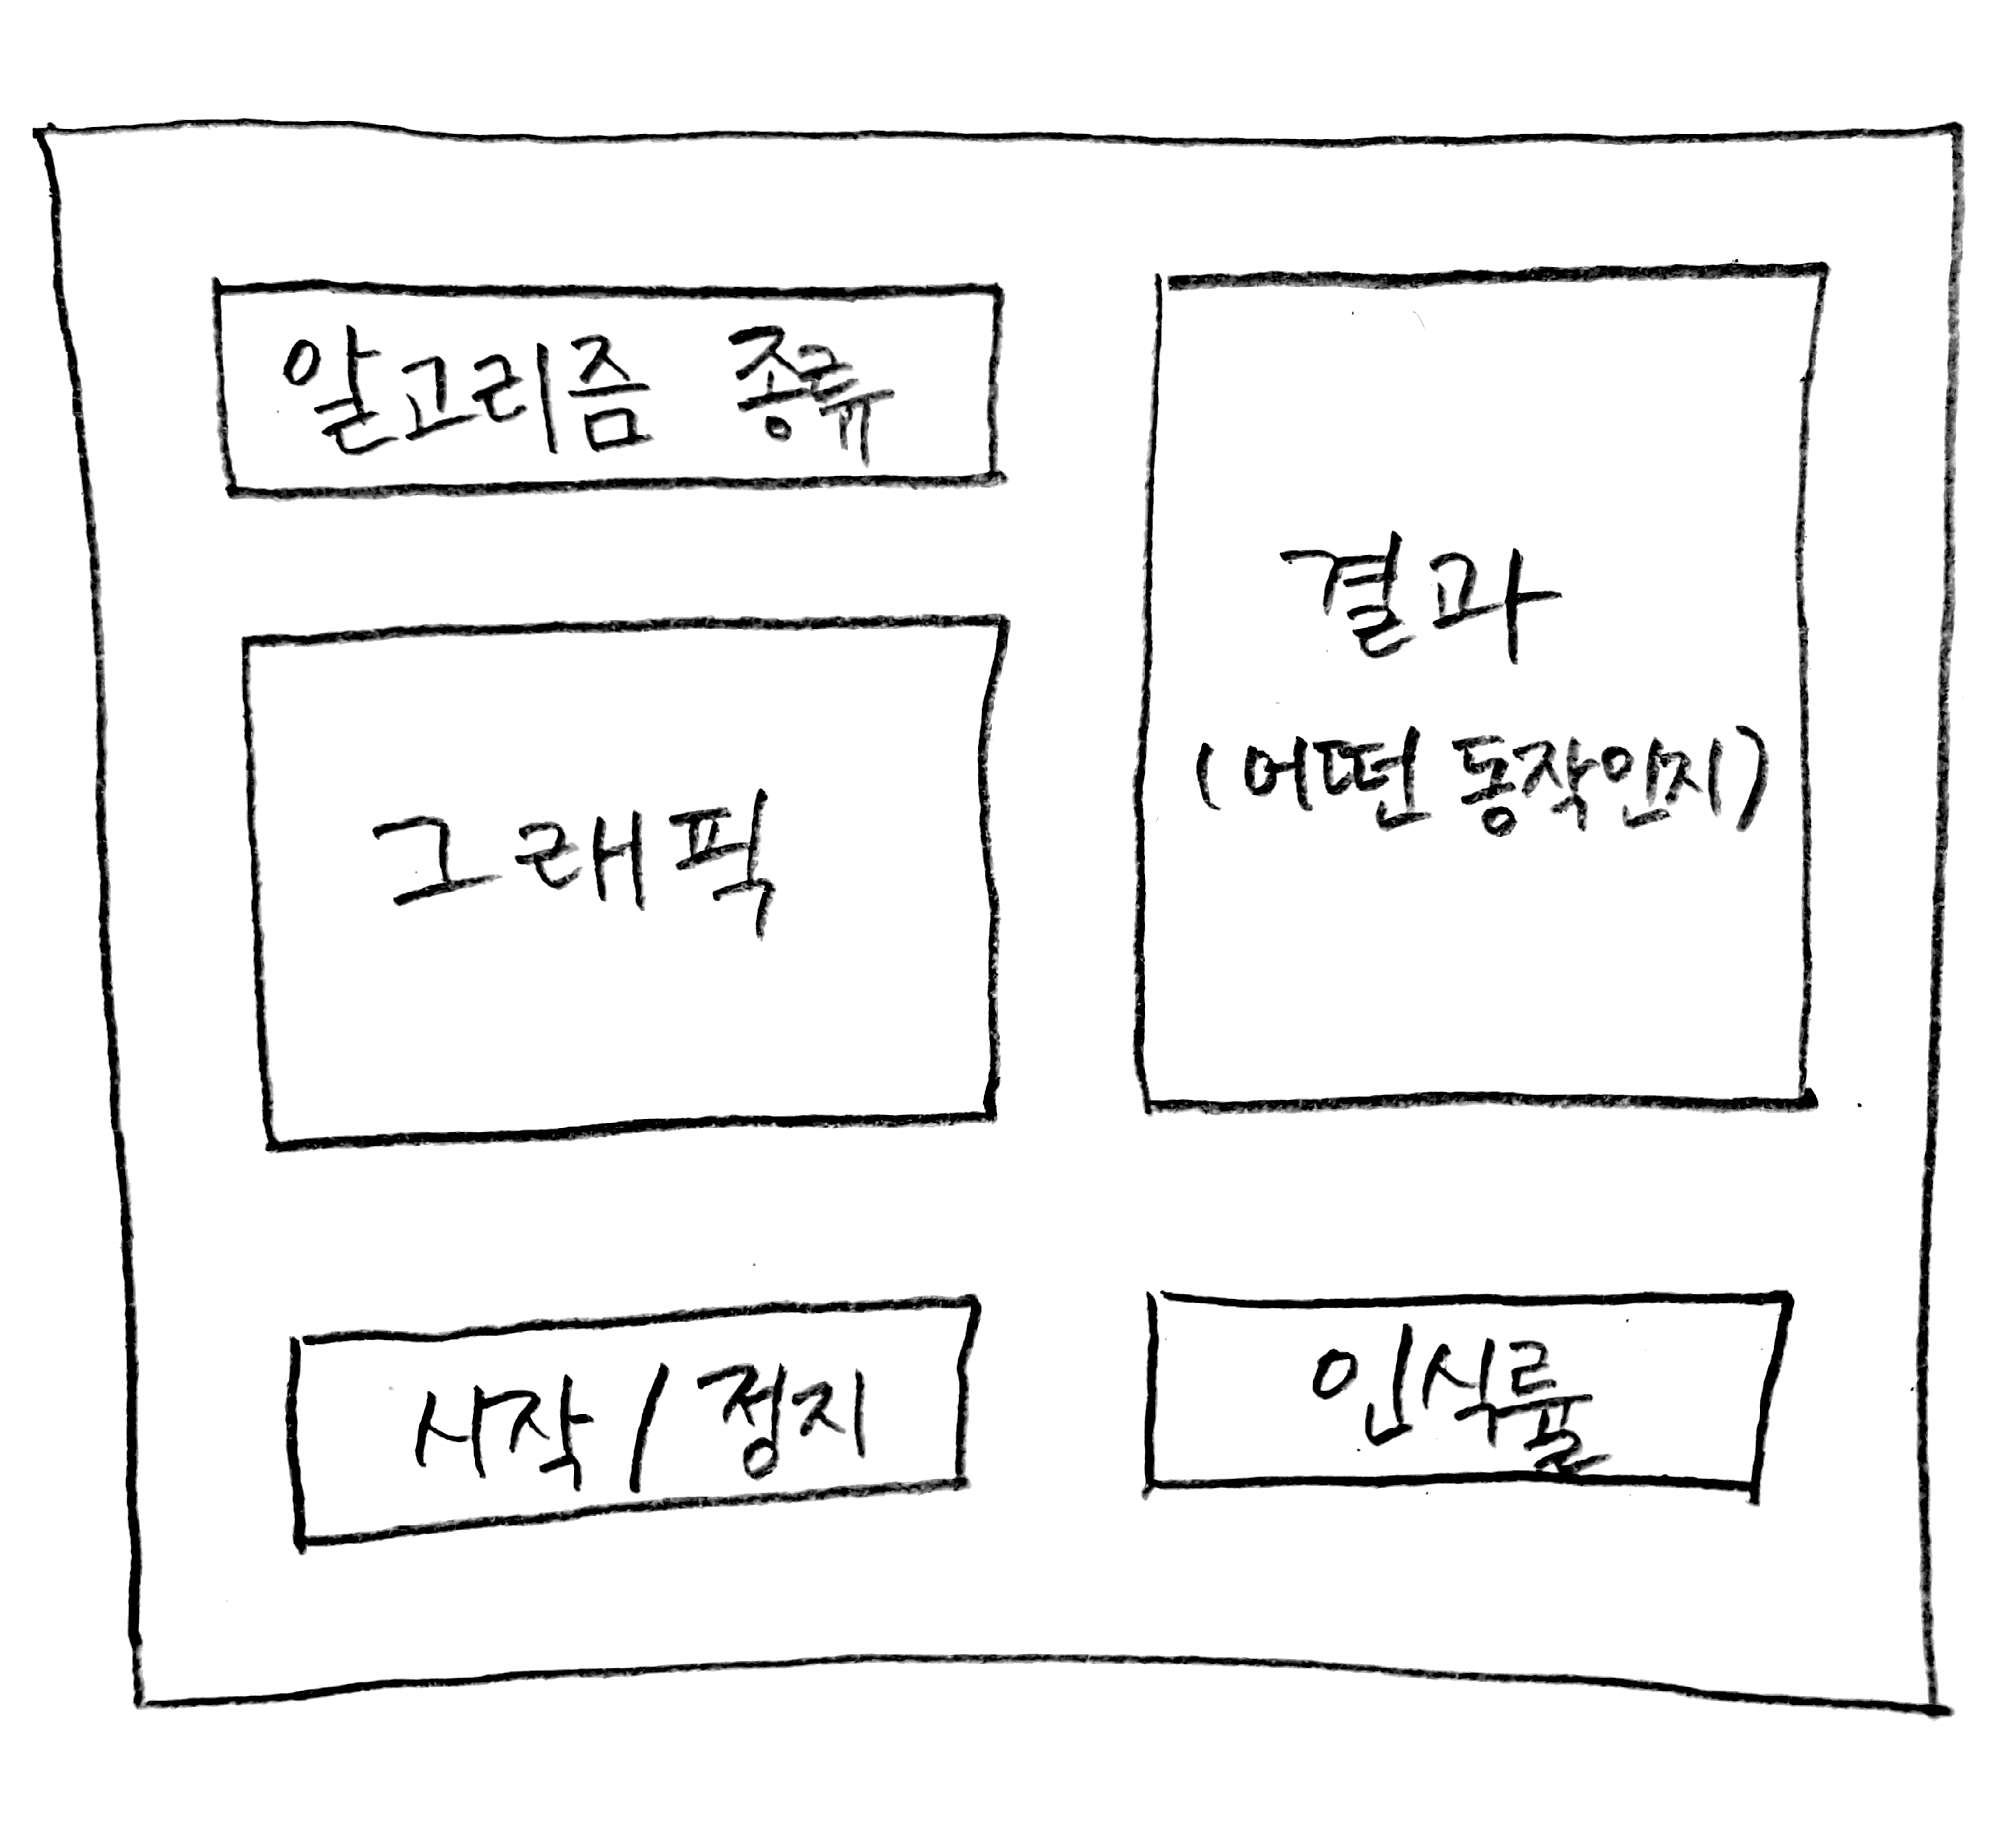 알고리즘 종류
그래픽
시작 / 정지
결과
(어떤 동작인지)
인식률